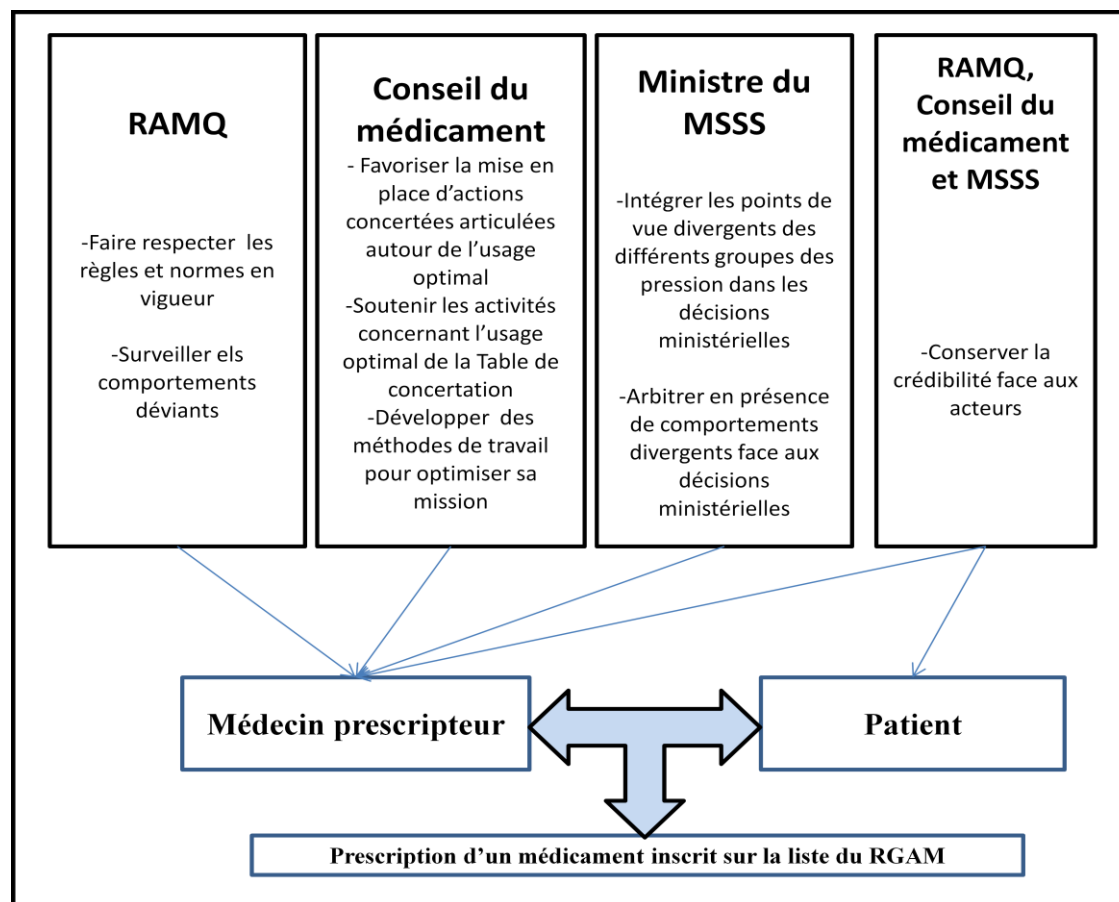 RAMQ
-Faire respecter les
règles et normes en
vigueur
-Surveiller els
comportements
déviants
Conseil du
médicament
- Favoriser la mise en
place d'actions
concertées articulées
autour de l'usage
optimal
-Soutenir les activités
concernant l'usage
optimal de la Table de
concertation
-Développer des
méthodes de travail
pour optimiser sa
mission
Ministre du
MSSS
-Intégrer les points de
vue divergents des
différents groupes des
pression dans les
décisions
ministérielles
-Arbitrer en présence
de comportements
divergents face aux
décisions
ministérielles
RAMQ,
Conseil du
médicament
et MSSS
-Conserver la
crédibilité face aux
acteurs
Médecin prescripteur
Patient
Prescription d'un médicament inscrit sur la liste du RGAM